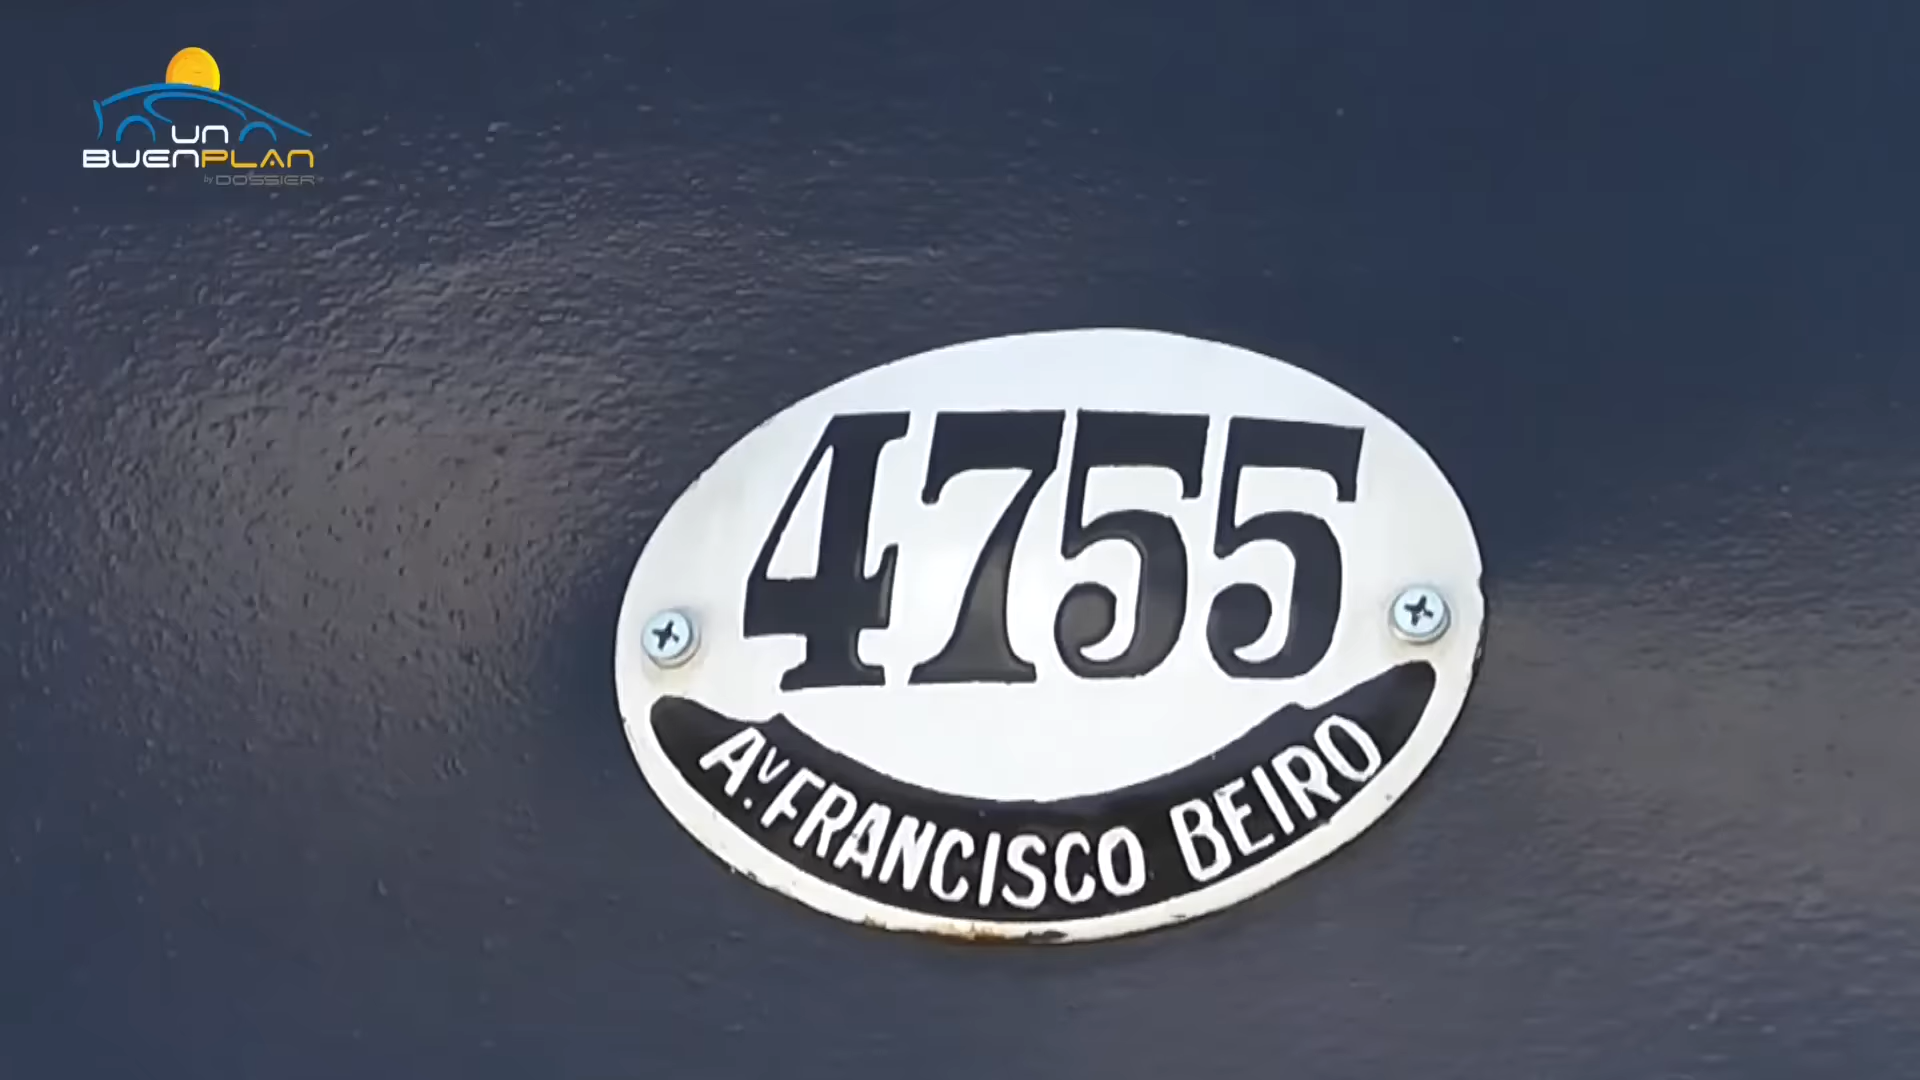 UN
BUENPLAN
by DOSSIER
4755
Av. FRANCISCO BEIRO